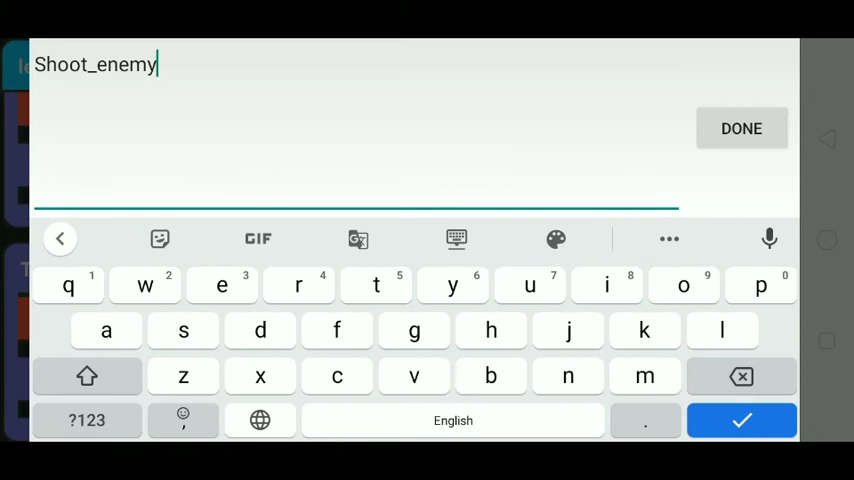 Shoot_enemy
DONE
GIF
q 1 w 2 e 3 r 4 t 5 y 6 u 7 i 8 o 9 p 0
a s d f g h j k l
z x c v b n m
?123 , English .